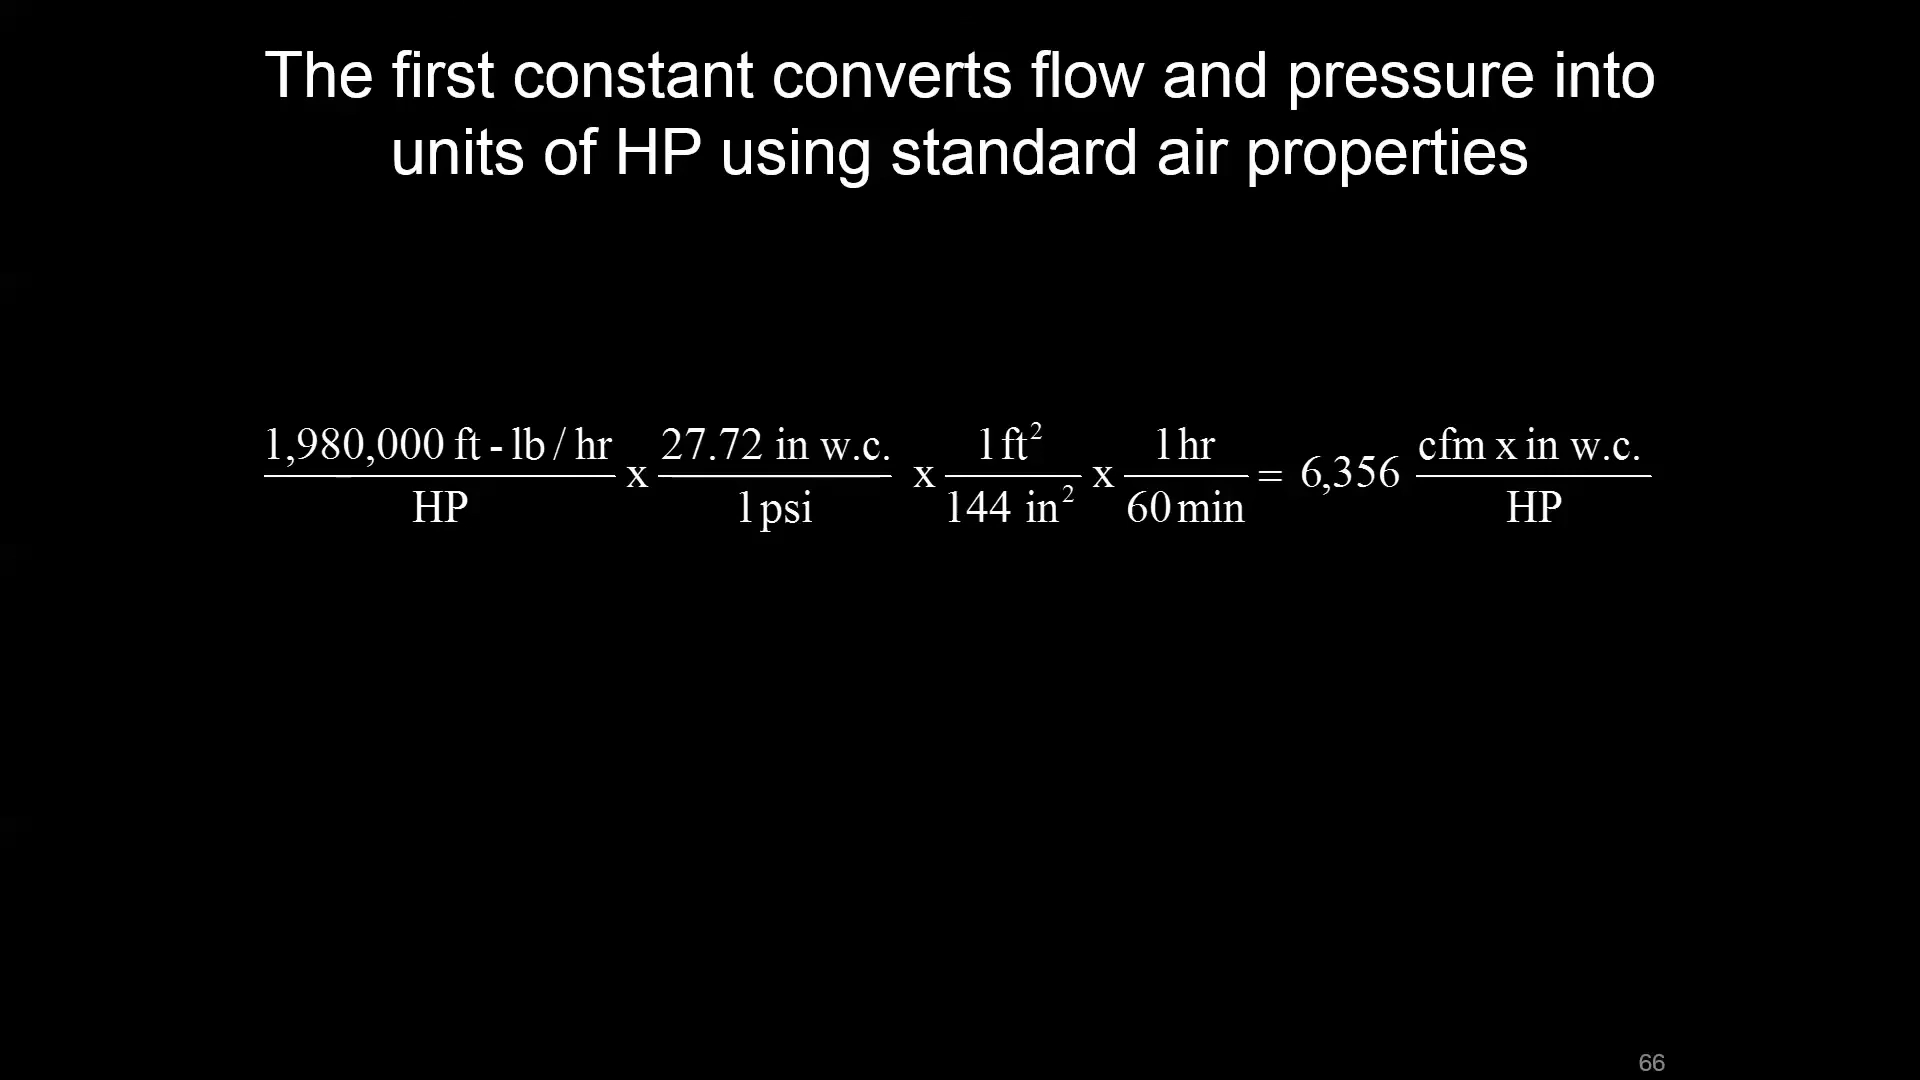 The first constant converts flow and pressure into
units of HP using standard air properties
1,980,000 ft - lb / hr / HP x 27.72 in w.c. / 1 psi x 1 ft² / 144 in² x 1 hr / 60 min = 6,356 cfm x in w.c. / HP
66